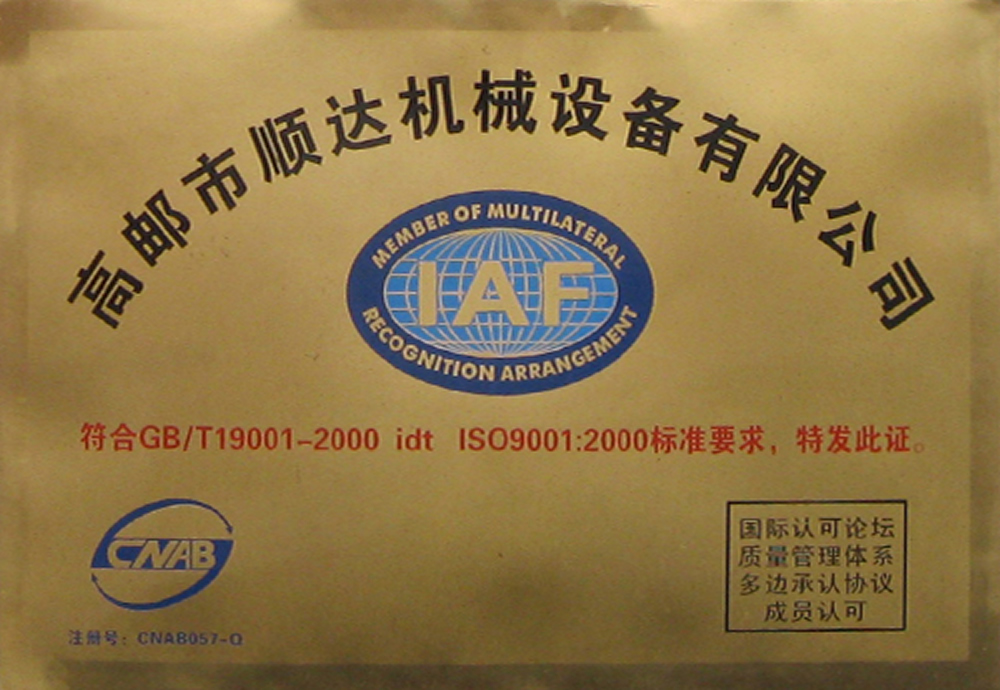 高邮市顺达机械设备有限公司
MEMBER OF MULTILATERAL
IAF
RECOGNITION ARRANGEMENT
符合GB/T19001-2000 idt ISO9001:2000标准要求，特发此证。
CNAB
注册号：CNAB057-Q
国际认可论坛
质量管理体系
多边承认协议
成员认可